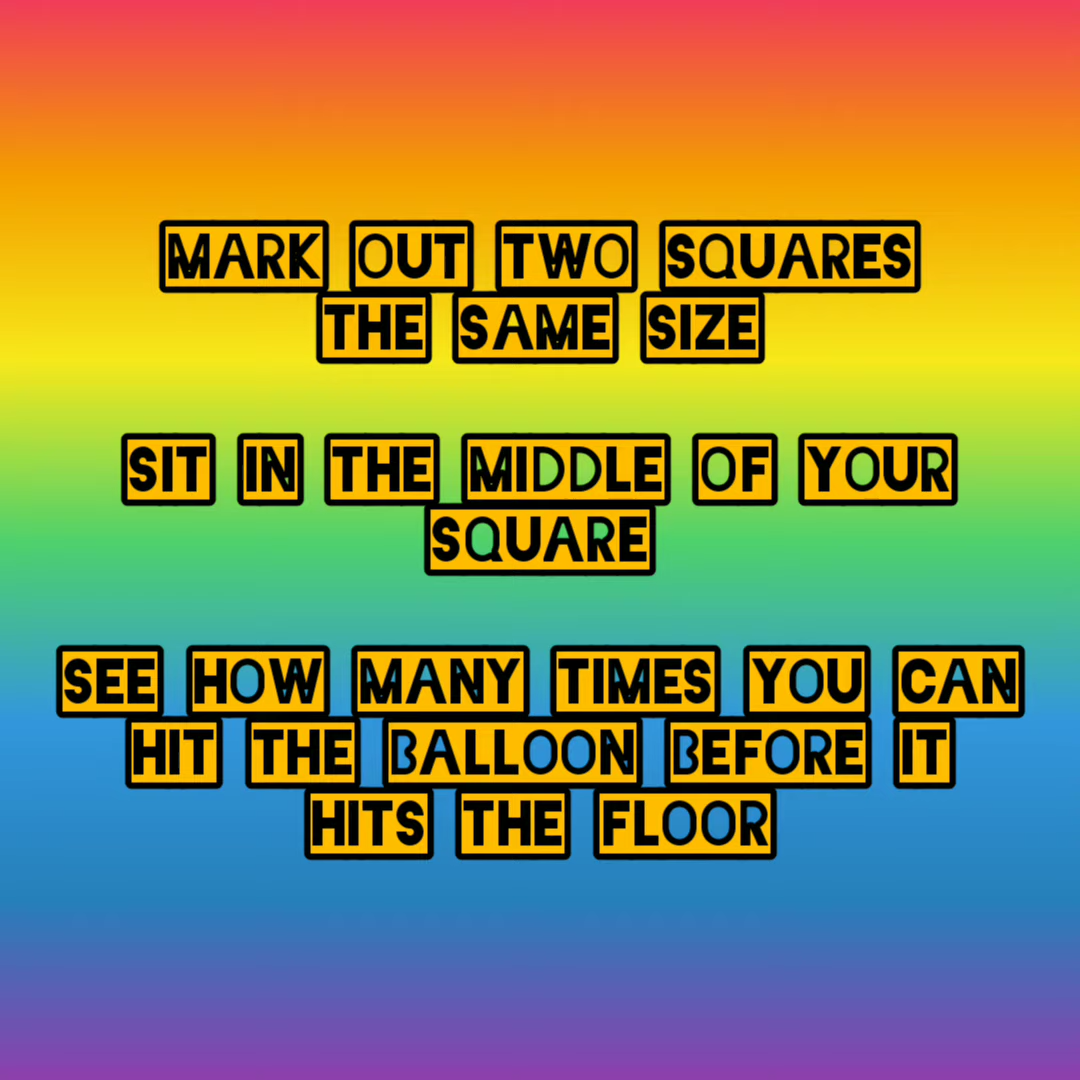 MARK OUT TWO SQUARES
THE SAME SIZE
SIT IN THE MIDDLE OF YOUR
SQUARE
SEE HOW MANY TIMES YOU CAN
HIT THE BALLOON BEFORE IT
HITS THE FLOOR